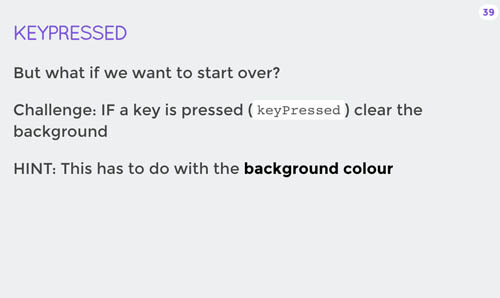 39
KEYPRESSED
But what if we want to start over?
Challenge: IF a key is pressed ( keyPressed ) clear the
background
HINT: This has to do with the background colour